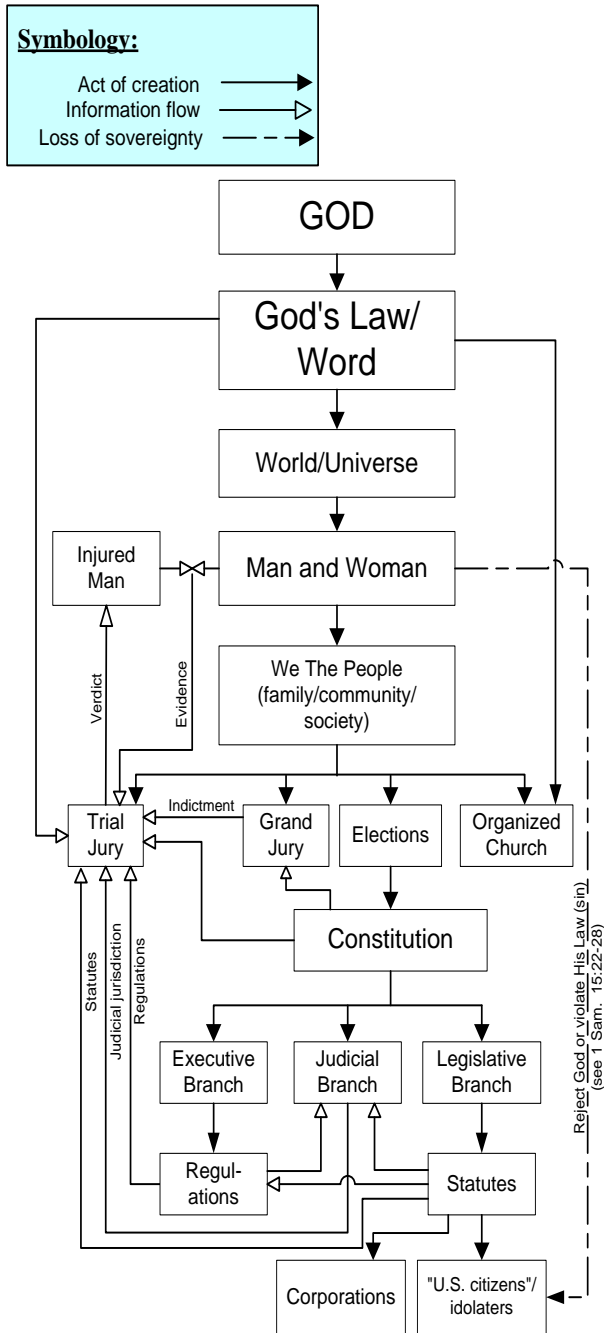 Symbology:
Act of creation
Information flow
Loss of sovereignty
GOD
God's Law/
Word
World/Universe
Injured
Man
Man and Woman
We The People
(family/community/
society)
Verdict
Evidence
Indictment
Trial
Jury
Grand
Jury
Elections
Organized
Church
Constitution
Statutes
Judicial jurisdiction
Regulations
Reject God or violate His Law (sin)
(see 1 Sam. 15:22-28)
Executive
Branch
Judicial
Branch
Legislative
Branch
Regul-
ations
Statutes
Corporations
"U.S. citizens"/
idolaters